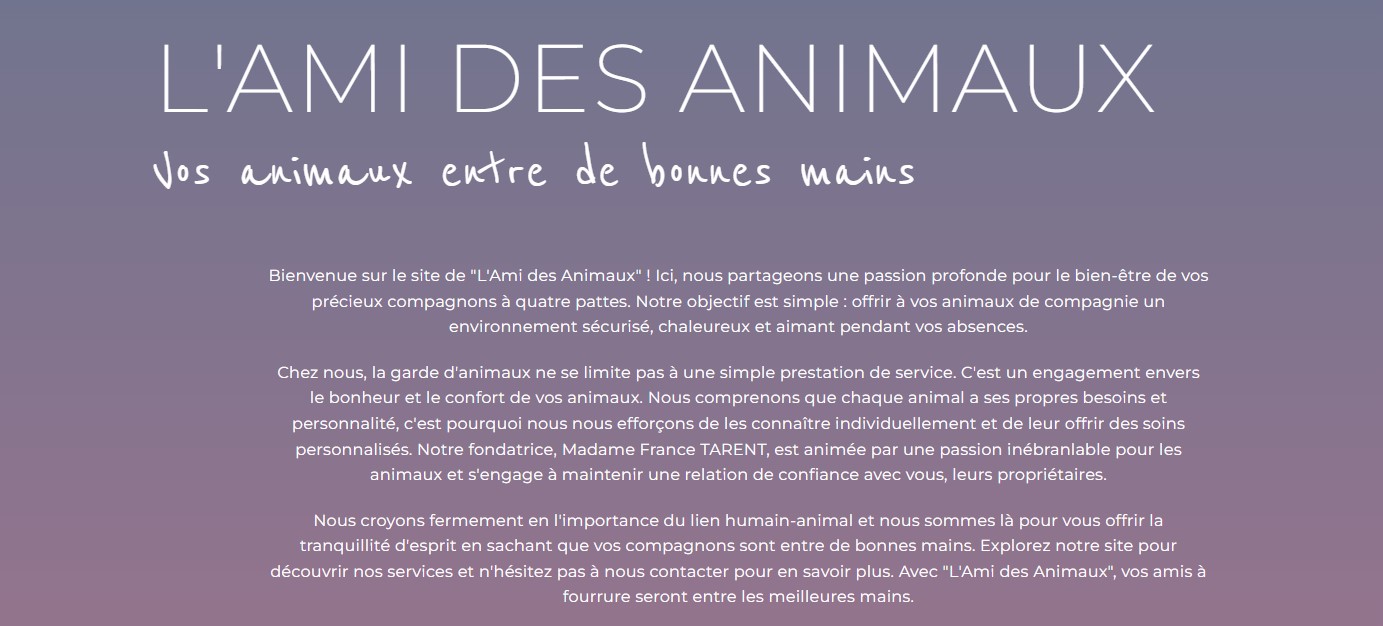 L'AMI DES ANIMAUX
Vos animaux entre de bonnes mains
Bienvenue sur le site de "L'Ami des Animaux" ! Ici, nous partageons une passion profonde pour le bien-être de vos
précieux compagnons à quatre pattes. Notre objectif est simple : offrir à vos animaux de compagnie un
environnement sécurisé, chaleureux et aimant pendant vos absences.
Chez nous, la garde d'animaux ne se limite pas à une simple prestation de service. C'est un engagement envers
le bonheur et le confort de vos animaux. Nous comprenons que chaque animal a ses propres besoins et
personnalité, c'est pourquoi nous nous efforçons de les connaître individuellement et de leur offrir des soins
personnalisés. Notre fondatrice, Madame France TARENT, est animée par une passion inébranlable pour les
animaux et s'engage à maintenir une relation de confiance avec vous, leurs propriétaires.
Nous croyons fermement en l'importance du lien humain-animal et nous sommes là pour vous offrir la
tranquillité d'esprit en sachant que vos compagnons sont entre de bonnes mains. Explorez notre site pour
découvrir nos services et n'hésitez pas à nous contacter pour en savoir plus. Avec "L'Ami des Animaux", vos amis à
fourrure seront entre les meilleures mains.